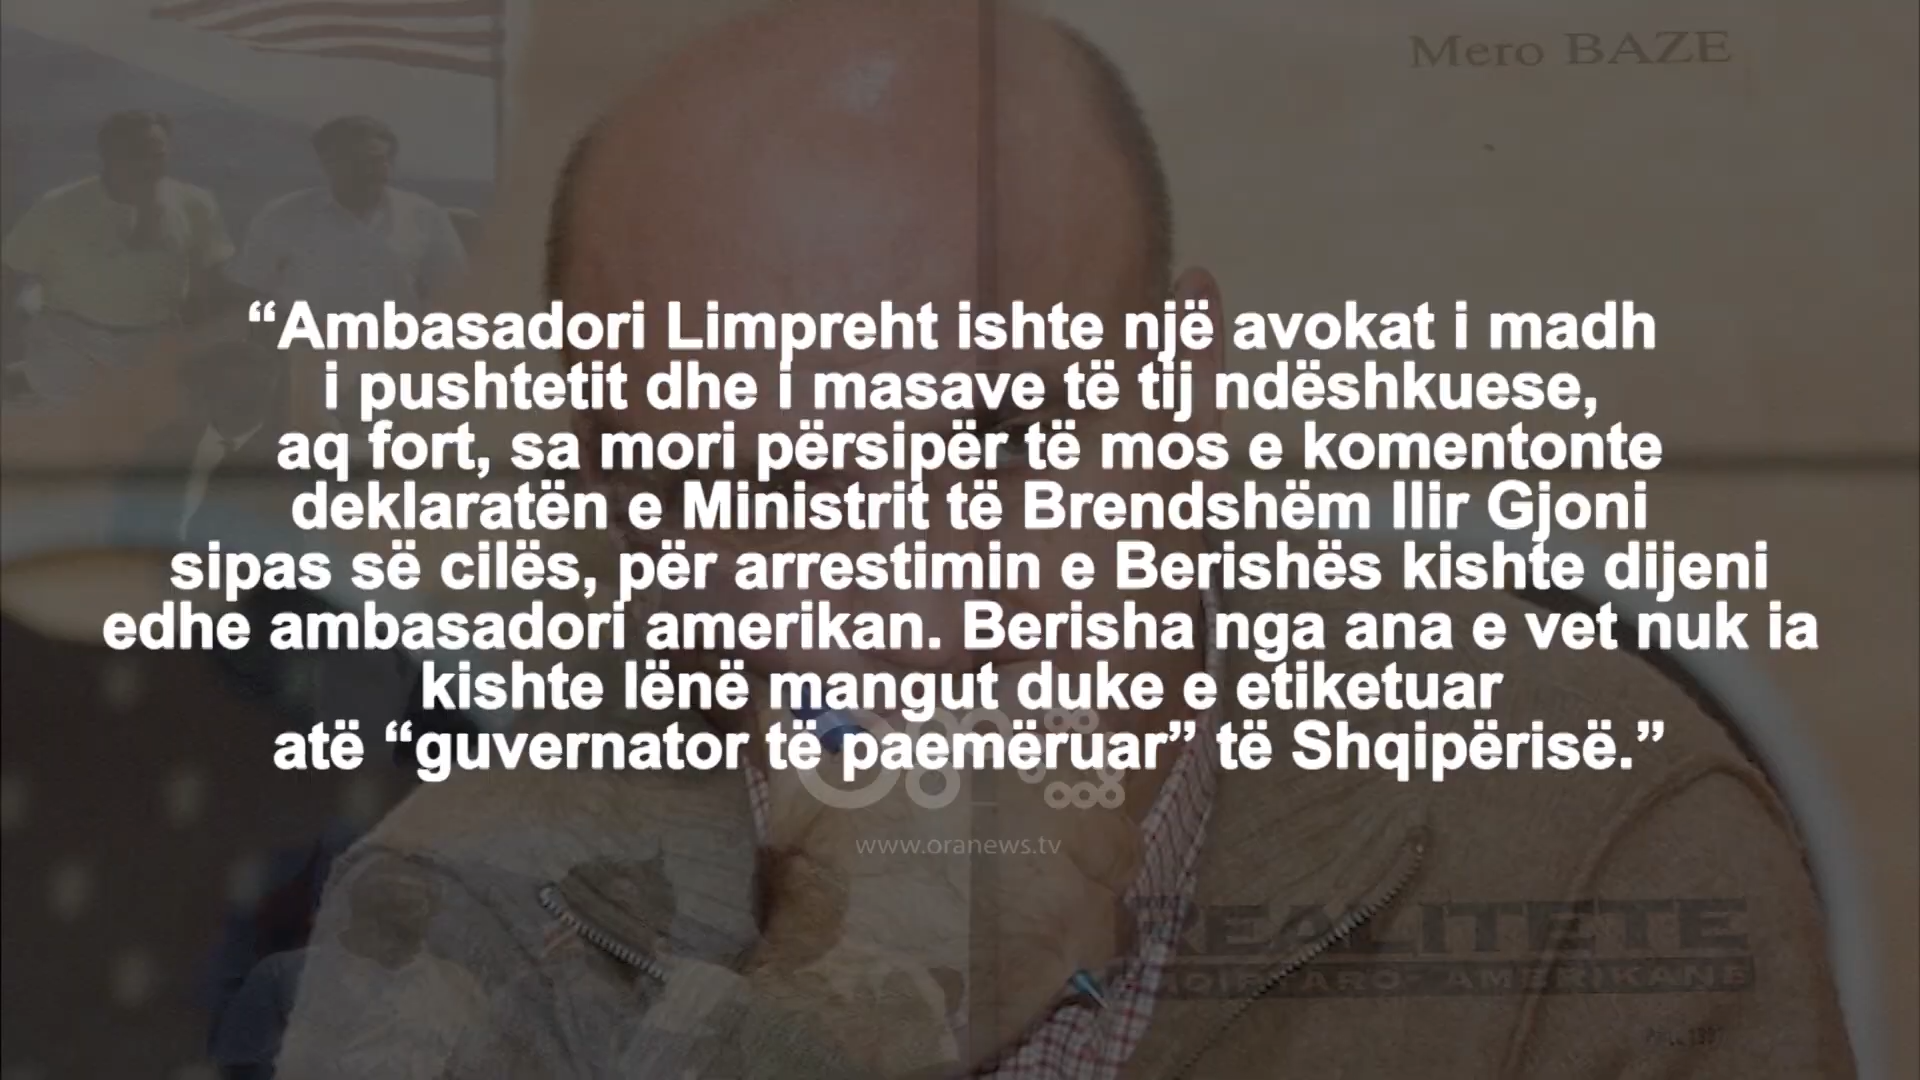 Mero BAZE
“Ambasadori Limpreht ishte një avokat i madh
i pushtetit dhe i masave të tij ndëshkuese,
aq fort, sa mori përsipër të mos e komentonte
deklaratën e Ministrit të Brendshëm Ilir Gjoni
sipas së cilës, për arrestimin e Berishës kishte dijeni
edhe ambasadori amerikan. Berisha nga ana e vet nuk ia
kishte lënë mangut duke e etiketuar
atë “guvernator të paemëruar” të Shqipërisë.”
www.oranews.tv
REALITETE
AMERIKANE